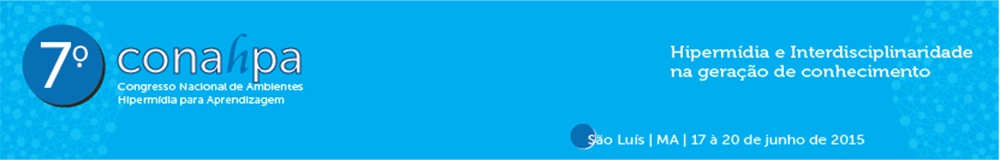 7º conahpa
Congresso Nacional de Ambientes
Hipermídia para Aprendizagem
Hipermídia e Interdisciplinaridade
na geração de conhecimento
São Luís | MA | 17 à 20 de junho de 2015